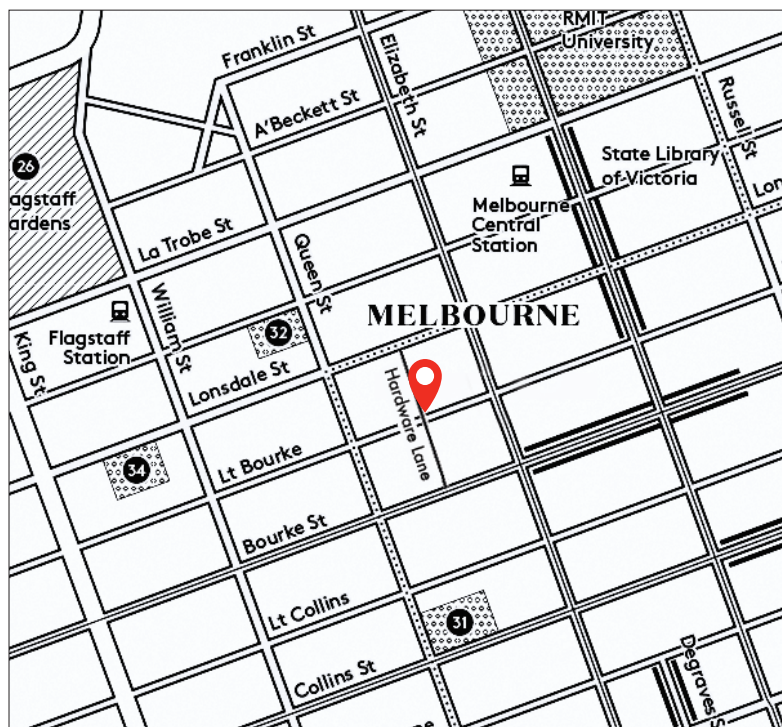 RMIT
University
Franklin St
Elizabeth St
A'Beckett St
Russell St
26
agstaff
ardens
State Library
of Victoria
Lon
Melbourne
Central
Station
La Trobe St
Queen St
William St
MELBOURNE
Flagstaff
Station
32
King St
Lonsdale St
Hardware Lane
Lt Bourke
34
Bourke St
Lt Collins
31
Collins St
Degraves S